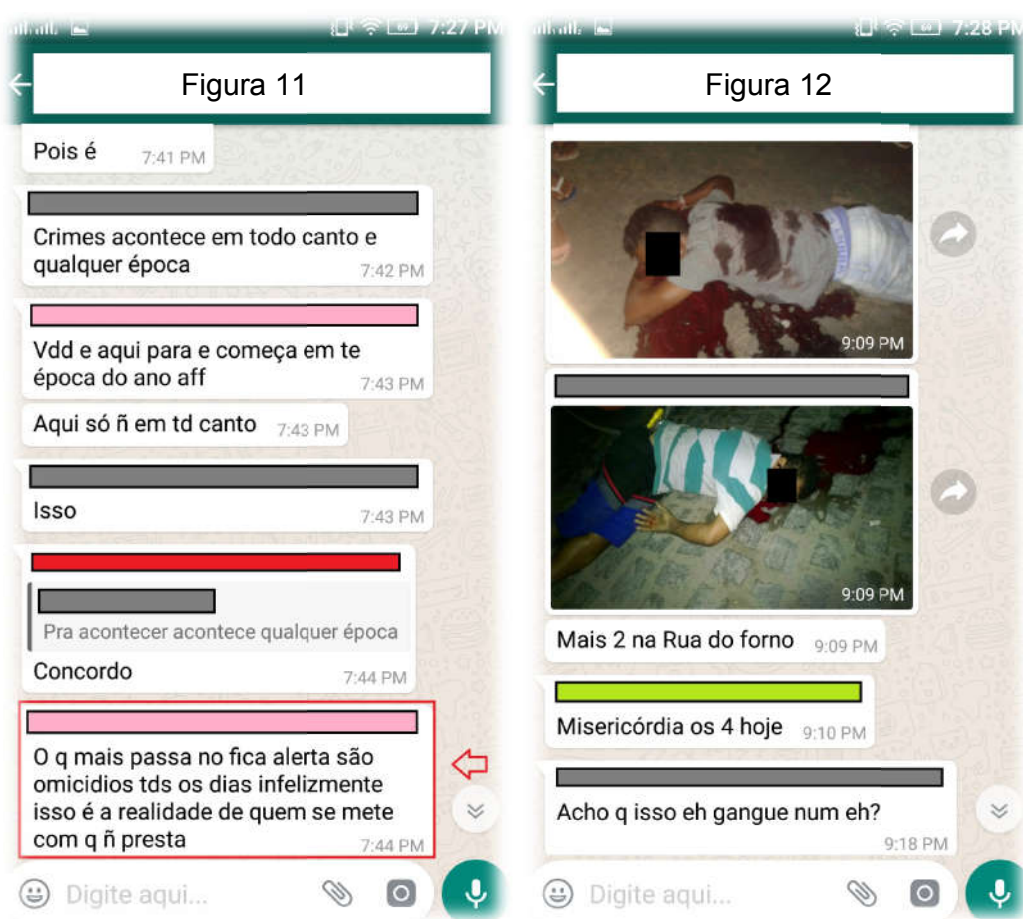 7:27 PM
Figura 11
Pois é 7:41 PM
Crimes acontece em todo canto e
qualquer época 7:42 PM
Vdd e aqui para e começa em te
época do ano aff 7:43 PM
Aqui só ñ em td canto 7:43 PM
Isso 7:43 PM
Pra acontecer acontece qualquer época
Concordo 7:44 PM
O q mais passa no fica alerta são
omicidios tds os dias infelizmente
isso é a realidade de quem se mete
com q ñ presta 7:44 PM
Digite aqui...
7:28 PM
Figura 12
9:09 PM
9:09 PM
Mais 2 na Rua do forno 9:09 PM
Misericórdia os 4 hoje 9:10 PM
Acho q isso eh gangue num eh?
9:18 PM
Digite aqui...